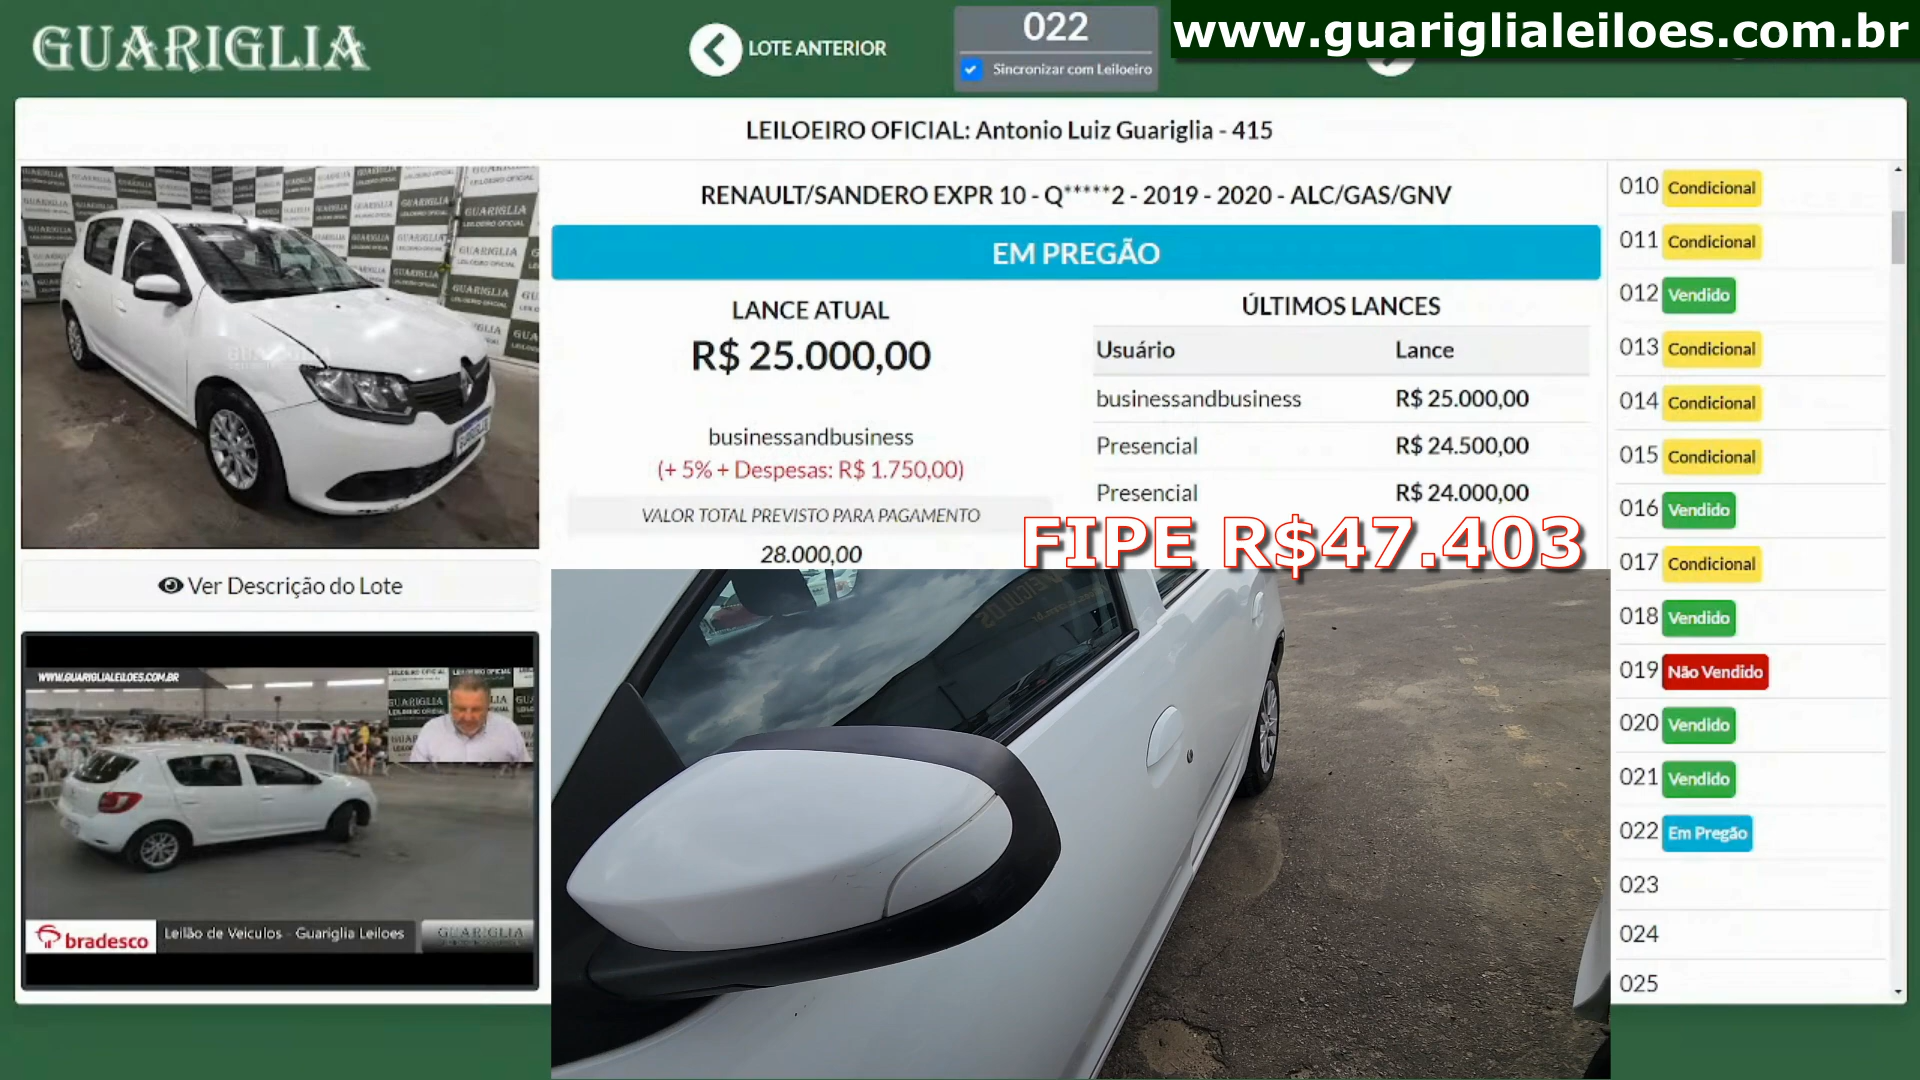 GUARIGLIA
LOTE ANTERIOR
022
Sincronizar com Leiloeiro
www.guariglialeiloes.com.br
LEILOEIRO OFICIAL: Antonio Luiz Guariglia - 415
RENAULT/SANDERO EXPR 10 - Q*****2 - 2019 - 2020 - ALC/GAS/GNV
EM PREGÃO
LANCE ATUAL
R$ 25.000,00
businessandbusiness
(+ 5% + Despesas: R$ 1.750,00)
VALOR TOTAL PREVISTO PARA PAGAMENTO
28.000,00
ÚLTIMOS LANCES
Usuário Lance
businessandbusiness R$ 25.000,00
Presencial R$ 24.500,00
Presencial R$ 24.000,00
FIPE R$47.403
Ver Descrição do Lote
WWW.GUARIGLIALEILOES.COM.BR
bradesco
Leilão de Veiculos - Guariglia Leiloes
GUARIGLIA
010 Condicional
011 Condicional
012 Vendido
013 Condicional
014 Condicional
015 Condicional
016 Vendido
017 Condicional
018 Vendido
019 Não Vendido
020 Vendido
021 Vendido
022 Em Pregão
023
024
025